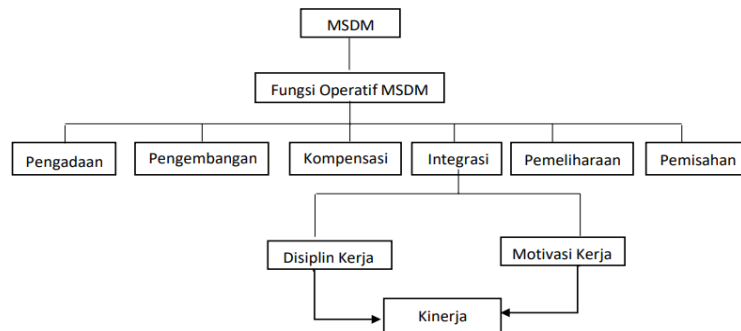 MSDM
Fungsi Operatif MSDM
Pengadaan
Pengembangan
Kompensasi
Integrasi
Pemeliharaan
Pemisahan
Disiplin Kerja
Motivasi Kerja
Kinerja